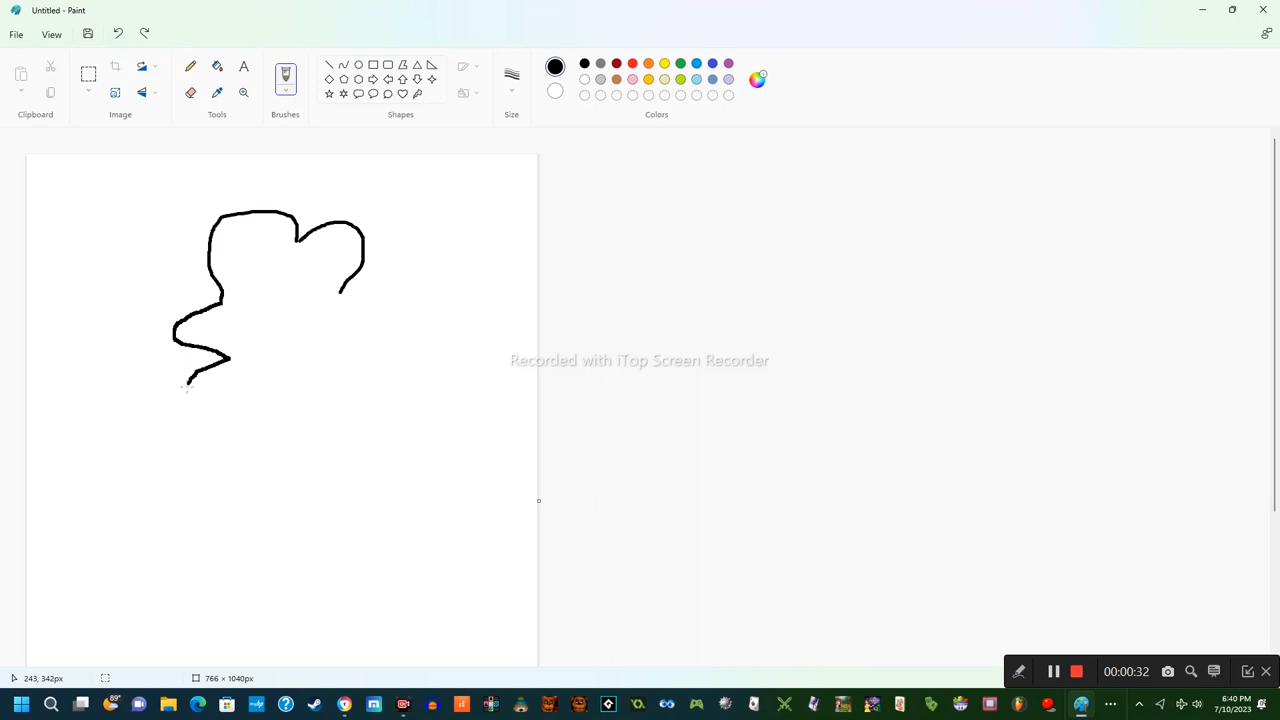 Untitled - Paint
File View
Clipboard Image Tools Brushes Shapes Size Colors
Recorded with iTop Screen Recorder
00:00:32
243, 342px 766 × 1040px
89°
6:40 PM
7/10/2023